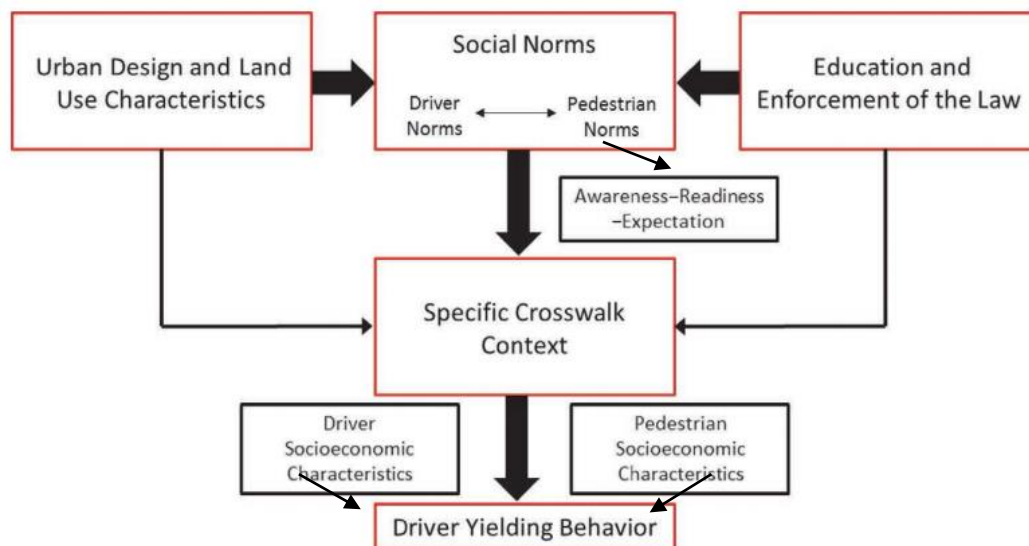 Urban Design and Land
Use Characteristics
Social Norms
Driver
Norms
Pedestrian
Norms
Education and
Enforcement of the Law
Awareness–Readiness
–Expectation
Specific Crosswalk
Context
Driver
Socioeconomic
Characteristics
Pedestrian
Socioeconomic
Characteristics
Driver Yielding Behavior